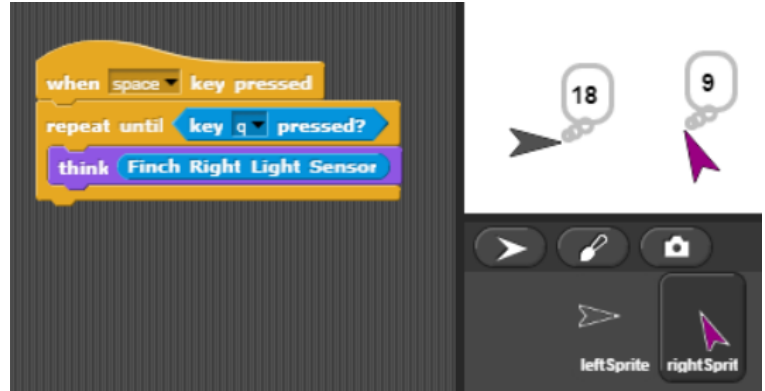 when space key pressed
repeat until key q pressed?
think Finch Right Light Sensor
18
9
leftSprite
rightSprit